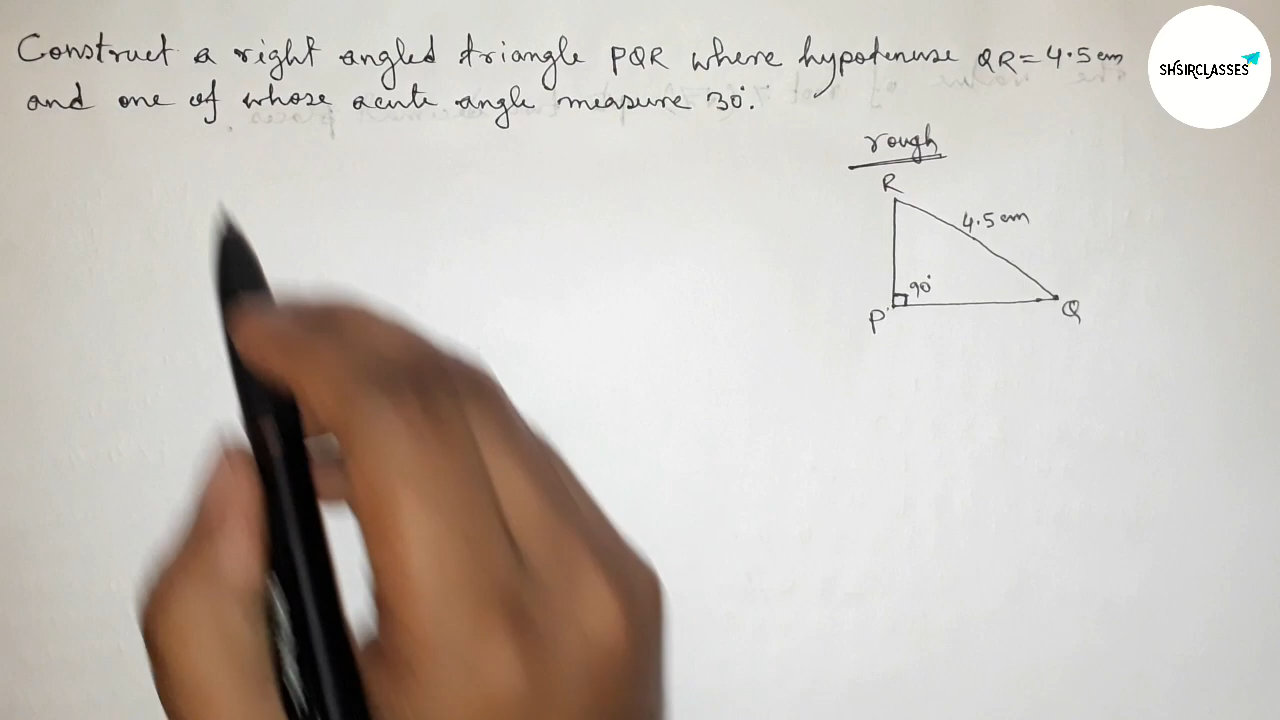 Construct a right angled triangle PQR where hypotenuse QR = 4.5 cm
and one of whose acute angle measure 30°.
SHSIRCLASSES
rough
R
4.5 cm
90°
P
Q